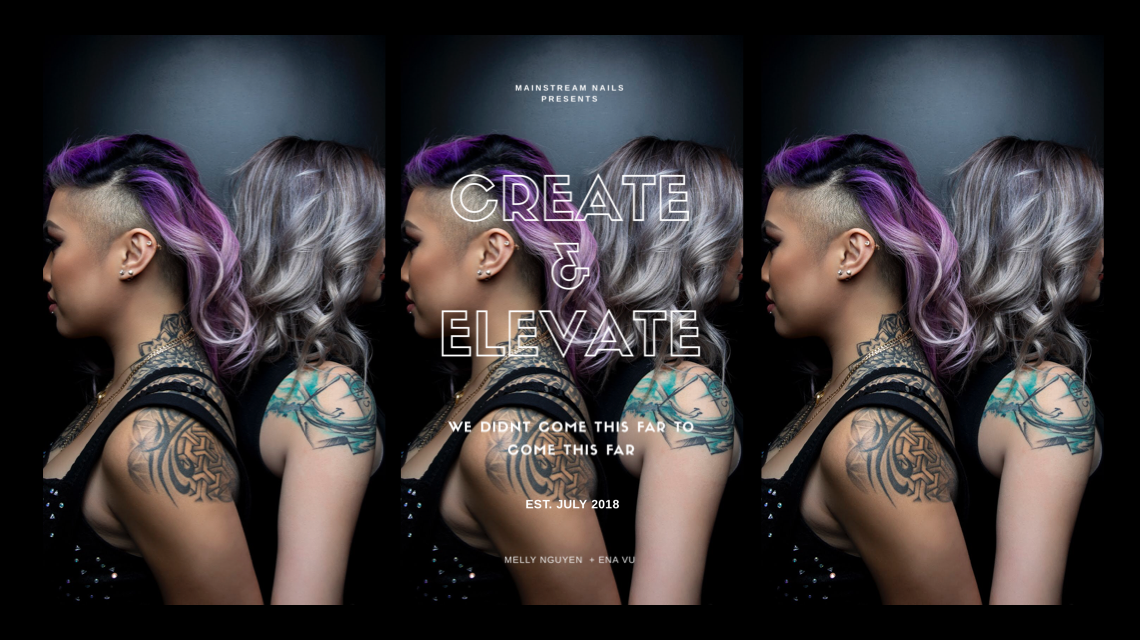 MAINSTREAM NAILS
PRESENTS
CREATE
&
ELEVATE
WE DIDNT COME THIS FAR TO
COME THIS FAR
EST. JULY 2018
MELLY NGUYEN + ENA VU